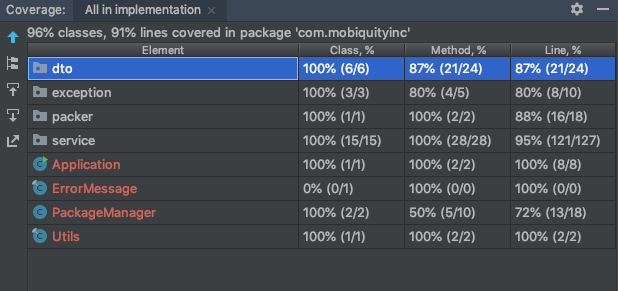 Coverage: All in implementation ×
96% classes, 91% lines covered in package 'com.mobiquityinc'
Element Class, % Method, % Line, %
dto 100% (6/6) 87% (21/24) 87% (21/24)
exception 100% (3/3) 80% (4/5) 80% (8/10)
packer 100% (1/1) 100% (2/2) 88% (16/18)
service 100% (15/15) 100% (28/28) 95% (121/127)
Application 100% (1/1) 100% (2/2) 100% (8/8)
ErrorMessage 0% (0/1) 100% (0/0) 100% (0/0)
PackageManager 100% (2/2) 50% (5/10) 72% (13/18)
Utils 100% (1/1) 100% (2/2) 100% (2/2)